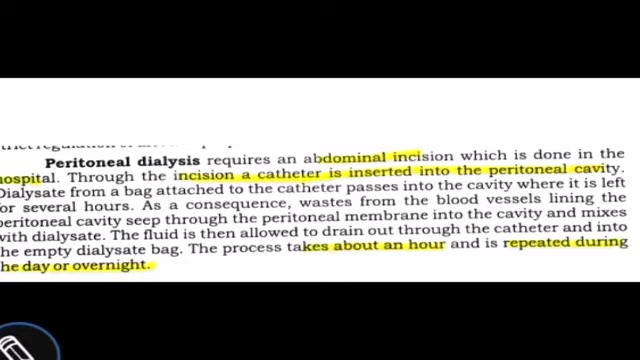 Peritoneal dialysis requires an abdominal incision which is done in the
hospital. Through the incision a catheter is inserted into the peritoneal cavity.
Dialysate from a bag attached to the catheter passes into the cavity where it is left
for several hours. As a consequence, wastes from the blood vessels lining the
peritoneal cavity seep through the peritoneal membrane into the cavity and mixes
with dialysate. The fluid is then allowed to drain out through the catheter and into
the empty dialysate bag. The process takes about an hour and is repeated during
the day or overnight.